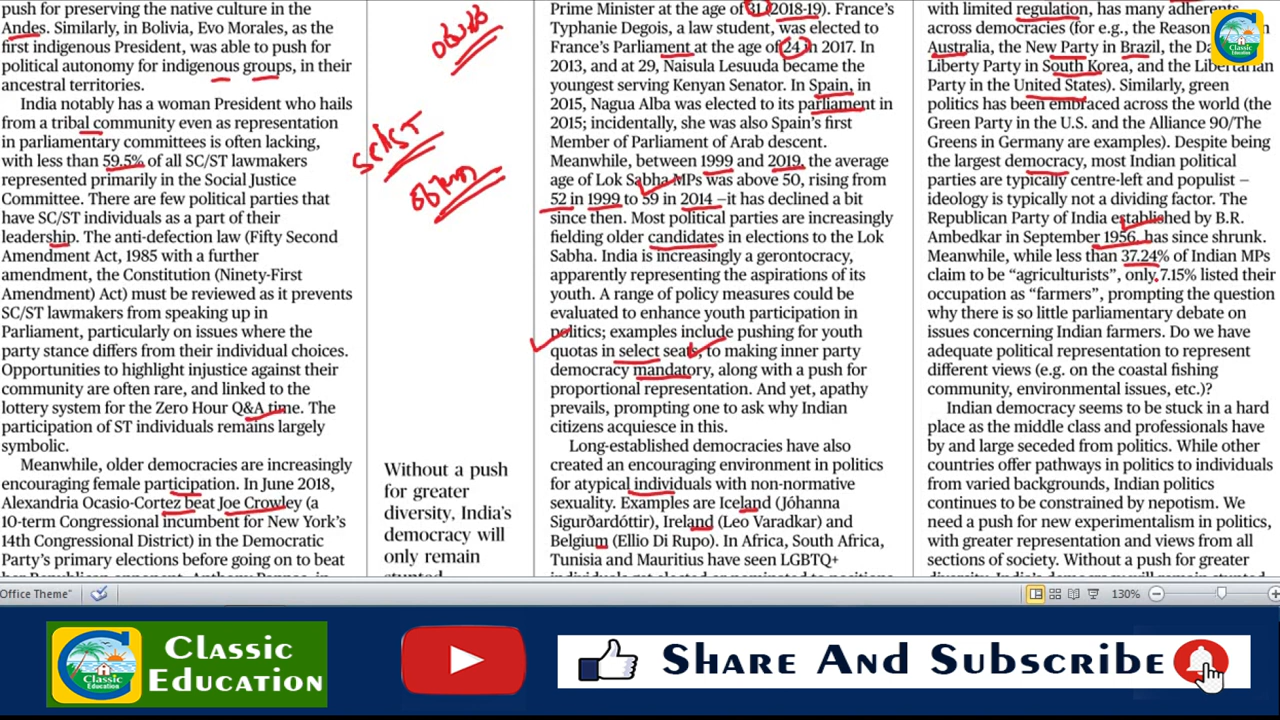 push for preserving the native culture in the
Andes. Similarly, in Bolivia, Evo Morales, as the
first indigenous President, was able to push for
political autonomy for indigenous groups, in their
ancestral territories.
India notably has a woman President who hails
from a tribal community even as representation
in parliamentary committees is often lacking,
with less than 59.5% of all SC/ST lawmakers
represented primarily in the Social Justice
Committee. There are few political parties that
have SC/ST individuals as a part of their
leadership. The anti-defection law (Fifty Second
Amendment Act, 1985 with a further
amendment, the Constitution (Ninety-First
Amendment) Act) must be reviewed as it prevents
SC/ST lawmakers from speaking up in
Parliament, particularly on issues where the
party stance differs from their individual choices.
Opportunities to highlight injustice against their
community are often rare, and linked to the
lottery system for the Zero Hour Q&A time. The
participation of ST individuals remains largely
symbolic.
Meanwhile, older democracies are increasingly
encouraging female participation. In June 2018,
Alexandria Ocasio-Cortez beat Joe Crowley (a
10-term Congressional incumbent for New York's
14th Congressional District) in the Democratic
Party's primary elections before going on to beat
SC/ST
Without a push
for greater
diversity, India's
democracy will
only remain
stunted
Prime Minister at the age of 31 (2018-19). France's
Typhanie Degois, a law student, was elected to
France's Parliament at the age of 24 in 2017. In
2013, and at 29, Naisula Lesuuda became the
youngest serving Kenyan Senator. In Spain, in
2015, Nagua Alba was elected to its parliament in
2015; incidentally, she was also Spain's first
Member of Parliament of Arab descent.
Meanwhile, between 1999 and 2019, the average
age of Lok Sabha MPs was above 50, rising from
52 in 1999 to 59 in 2014 — it has declined a bit
since then. Most political parties are increasingly
fielding older candidates in elections to the Lok
Sabha. India is increasingly a gerontocracy,
apparently representing the aspirations of its
youth. A range of policy measures could be
evaluated to enhance youth participation in
politics; examples include pushing for youth
quotas in select seats, to making inner party
democracy mandatory, along with a push for
proportional representation. And yet, apathy
prevails, prompting one to ask why Indian
citizens acquiesce in this.
Long-established democracies have also
created an encouraging environment in politics
for atypical individuals with non-normative
sexuality. Examples are Iceland (Jóhanna
Sigurðardóttir), Ireland (Leo Varadkar) and
Belgium (Ellio Di Rupo). In Africa, South Africa,
Tunisia and Mauritius have seen LGBTQ+
individuals get elected or nominated to positions
with limited regulation, has many adherents
across democracies (for e.g., the Reason in
Australia, the New Party in Brazil, the
Liberty Party in South Korea, and the Libertarian
Party in the United States). Similarly, green
politics has been embraced across the world (the
Green Party in the U.S. and the Alliance 90/The
Greens in Germany are examples). Despite being
the largest democracy, most Indian political
parties are typically centre-left and populist —
ideology is typically not a dividing factor. The
Republican Party of India established by B.R.
Ambedkar in September 1956, has since shrunk.
Meanwhile, while less than 37.24% of Indian MPs
claim to be “agriculturists”, only 7.15% listed their
occupation as “farmers”, prompting the question
why there is so little parliamentary debate on
issues concerning Indian farmers. Do we have
adequate political representation to represent
different views (e.g. on the coastal fishing
community, environmental issues, etc.)?
Indian democracy seems to be stuck in a hard
place as the middle class and professionals have
by and large seceded from politics. While other
countries offer pathways in politics to individuals
from varied backgrounds, Indian politics
continues to be constrained by nepotism. We
need a push for new experimentalism in politics,
with greater representation and views from all
sections of society. Without a push for greater
diversity, India's democracy will remain stunted
Classic
Education
Office Theme"
130%
Classic
Education
Classic
Education
Share And Subscribe